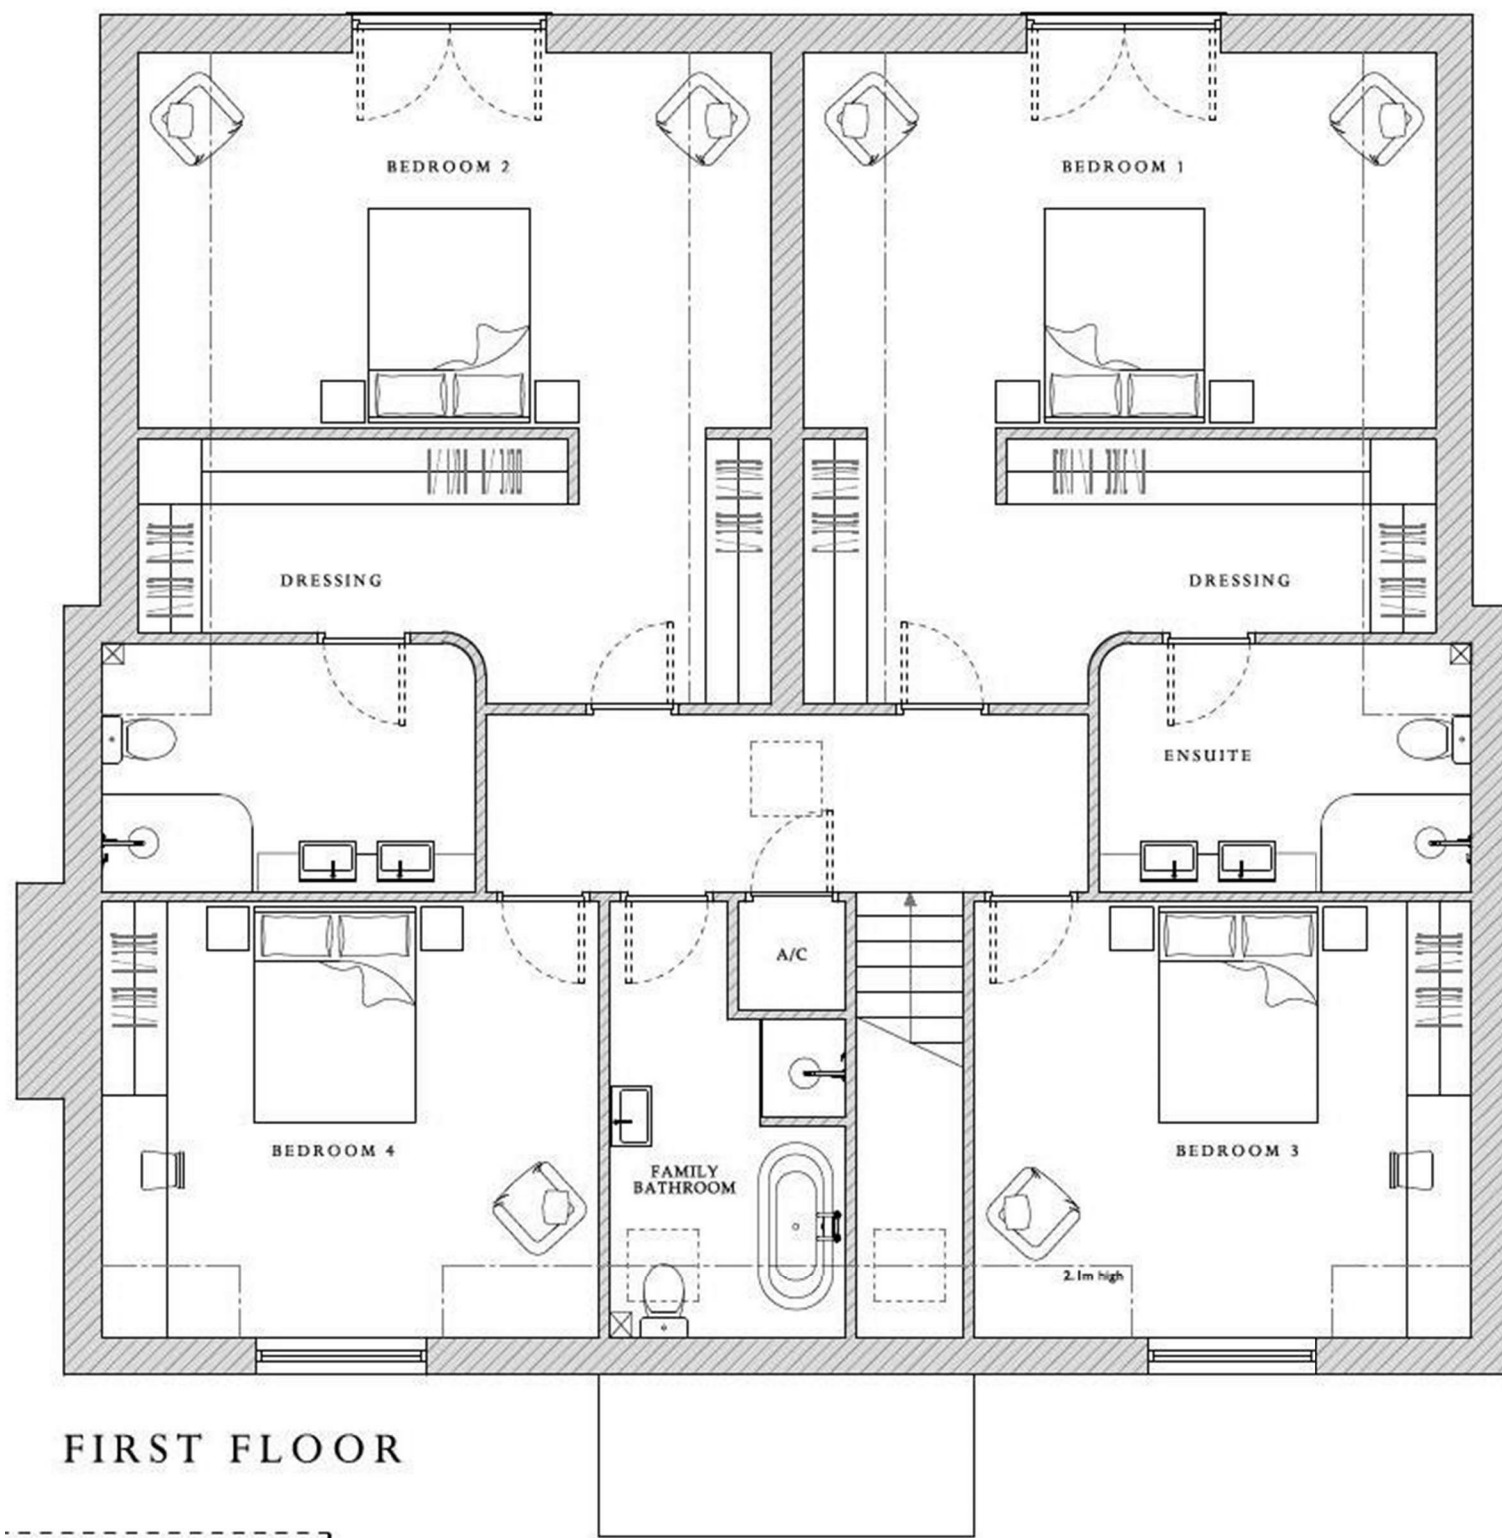 BEDROOM 2
BEDROOM 1
DRESSING
DRESSING
ENSUITE
A/C
BEDROOM 4
BEDROOM 3
FAMILY
BATHROOM
2.1m high
FIRST FLOOR